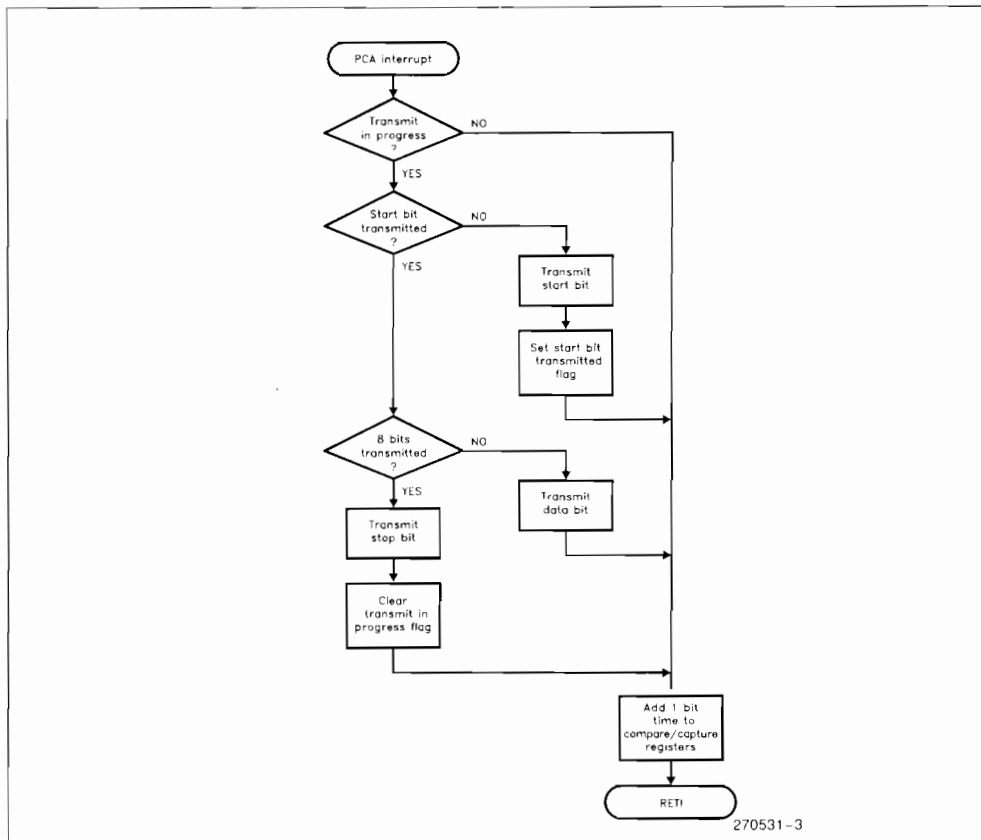 PCA interrupt
Transmit
in progress
?
NO
YES
Start bit
transmitted
?
NO
YES
Transmit
start bit
Set start bit
transmitted
flag
8 bits
transmitted
?
NO
YES
Transmit
data bit
Transmit
stop bit
Clear
transmit in
progress flag
Add 1 bit
time to
compare/capture
registers
RETI
270531-3